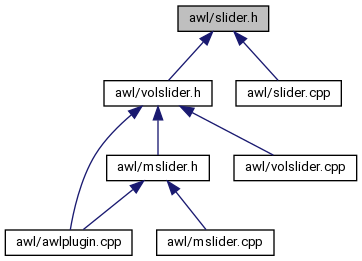 awl/slider.h
awl/volslider.h
awl/slider.cpp
awl/mslider.h
awl/volslider.cpp
awl/awlplugin.cpp
awl/mslider.cpp